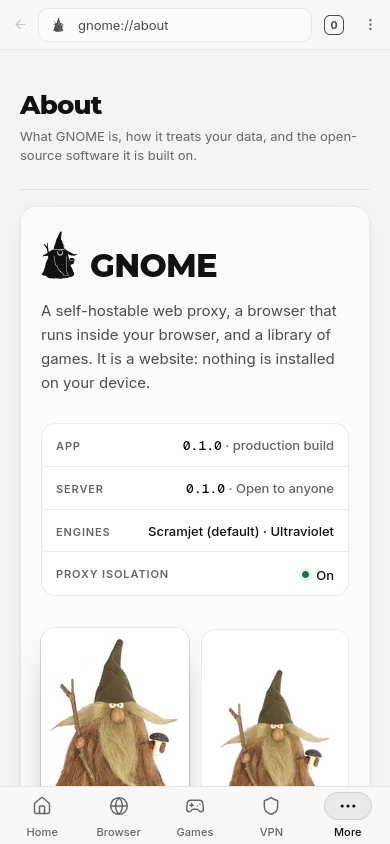 gnome://about
0
About
What GNOME is, how it treats your data, and the open-
source software it is built on.
GNOME
A self-hostable web proxy, a browser that
runs inside your browser, and a library of
games. It is a website: nothing is installed
on your device.
APP 0.1.0 · production build
SERVER 0.1.0 · Open to anyone
ENGINES Scramjet (default) · Ultraviolet
PROXY ISOLATION On
Home Browser Games VPN More